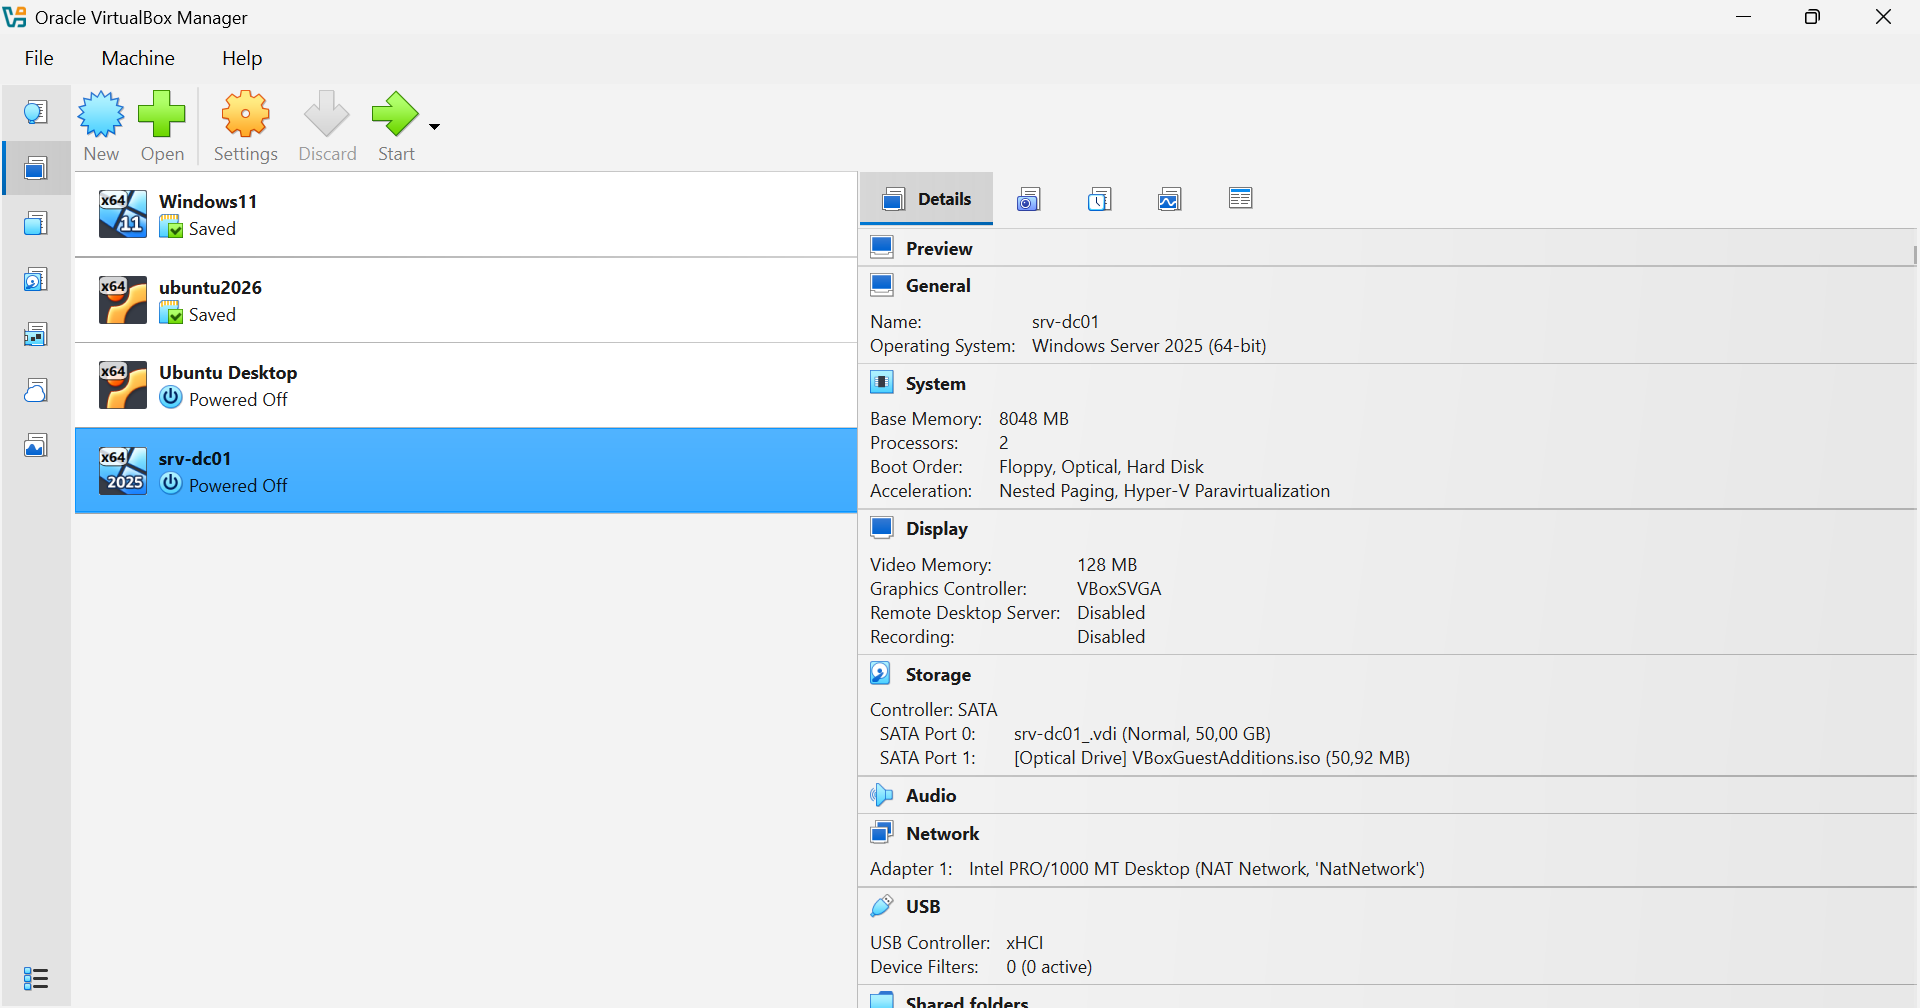 Oracle VirtualBox Manager
File Machine Help
New Open Settings Discard Start
x64 11 Windows11
Saved
x64 ubuntu2026
Saved
x64 Ubuntu Desktop
Powered Off
x64 2025 srv-dc01
Powered Off
Details
Preview
General
Name: srv-dc01
Operating System: Windows Server 2025 (64-bit)
System
Base Memory: 8048 MB
Processors: 2
Boot Order: Floppy, Optical, Hard Disk
Acceleration: Nested Paging, Hyper-V Paravirtualization
Display
Video Memory: 128 MB
Graphics Controller: VBoxSVGA
Remote Desktop Server: Disabled
Recording: Disabled
Storage
Controller: SATA
SATA Port 0: srv-dc01_.vdi (Normal, 50,00 GB)
SATA Port 1: [Optical Drive] VBoxGuestAdditions.iso (50,92 MB)
Audio
Network
Adapter 1: Intel PRO/1000 MT Desktop (NAT Network, 'NatNetwork')
USB
USB Controller: xHCI
Device Filters: 0 (0 active)
Shared folders